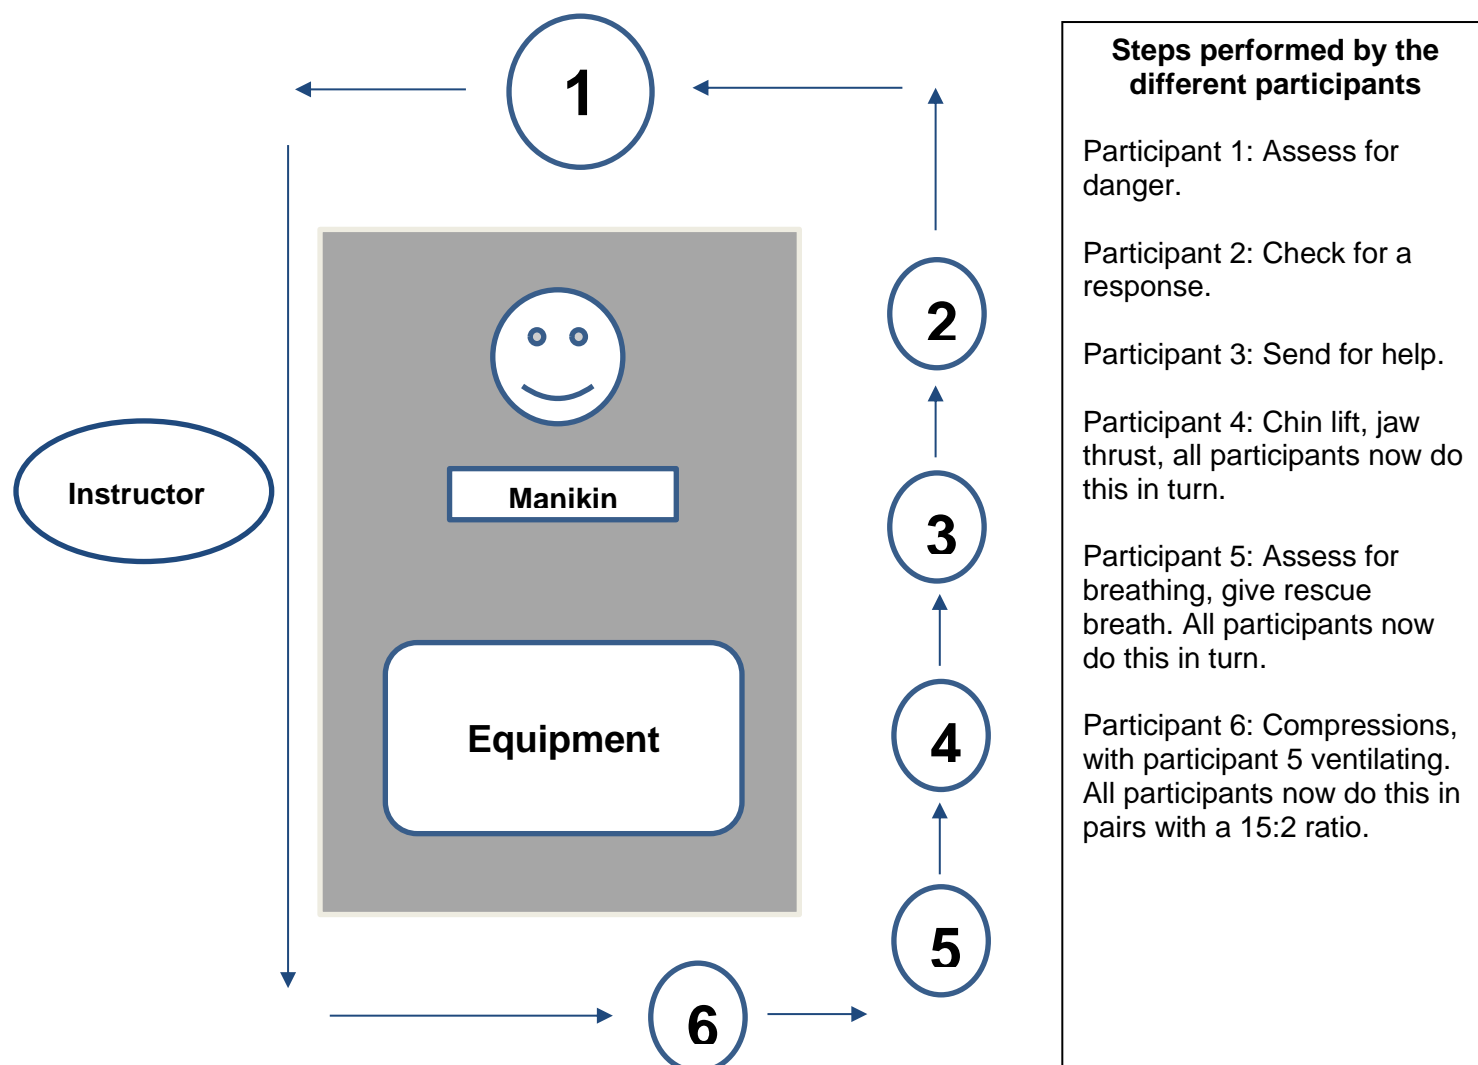 1
2
3
4
5
6
Instructor
Manikin
Equipment
Steps performed by the
different participants
Participant 1: Assess for
danger.
Participant 2: Check for a
response.
Participant 3: Send for help.
Participant 4: Chin lift, jaw
thrust, all participants now do
this in turn.
Participant 5: Assess for
breathing, give rescue
breath. All participants now
do this in turn.
Participant 6: Compressions,
with participant 5 ventilating.
All participants now do this in
pairs with a 15:2 ratio.